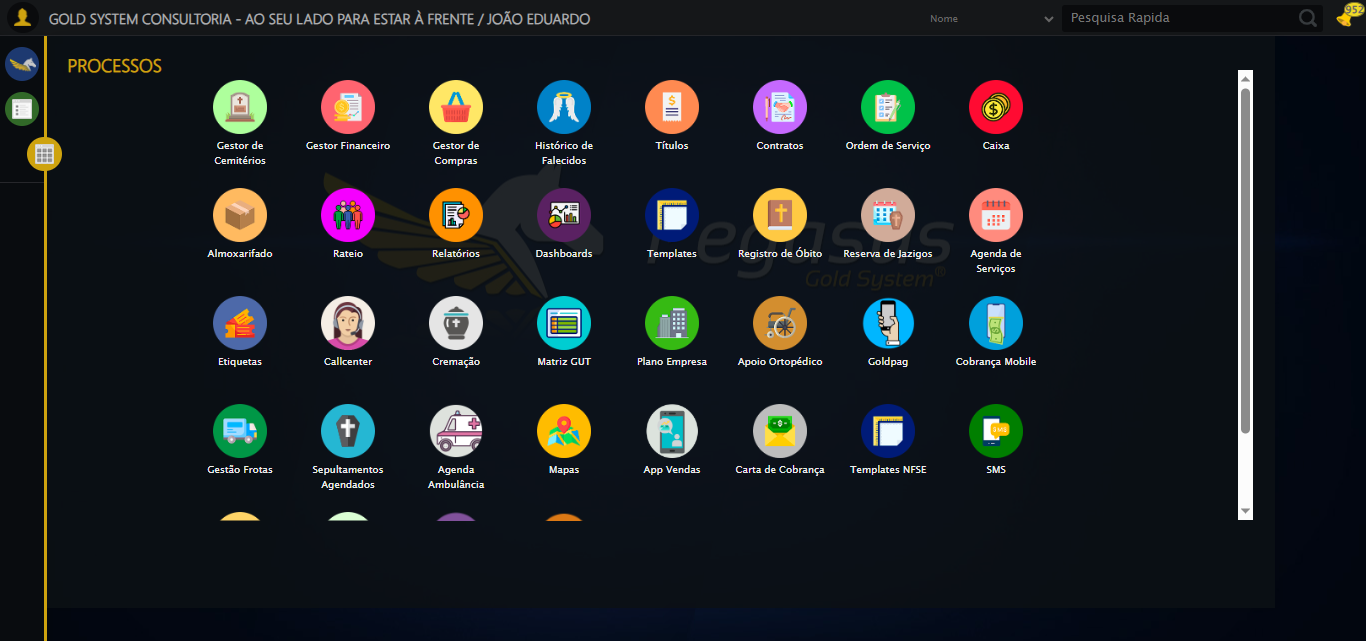 GOLD SYSTEM CONSULTORIA - AO SEU LADO PARA ESTAR À FRENTE / JOÃO EDUARDO
Nome
Pesquisa Rapida
952
PROCESSOS
Gestor de
Cemitérios
Gestor Financeiro
Gestor de
Compras
Histórico de
Falecidos
Títulos
Contratos
Ordem de Serviço
Caixa
Almoxarifado
Rateio
Relatórios
Dashboards
Templates
Registro de Óbito
Reserva de Jazigos
Agenda de
Serviços
Pegasus
Gold System®
Etiquetas
Callcenter
Cremação
Matriz GUT
Plano Empresa
Apoio Ortopédico
Goldpag
Cobrança Mobile
Gestão Frotas
Sepultamentos
Agendados
Agenda
Ambulância
Mapas
App Vendas
Carta de Cobrança
Templates NFSE
SMS
SMS